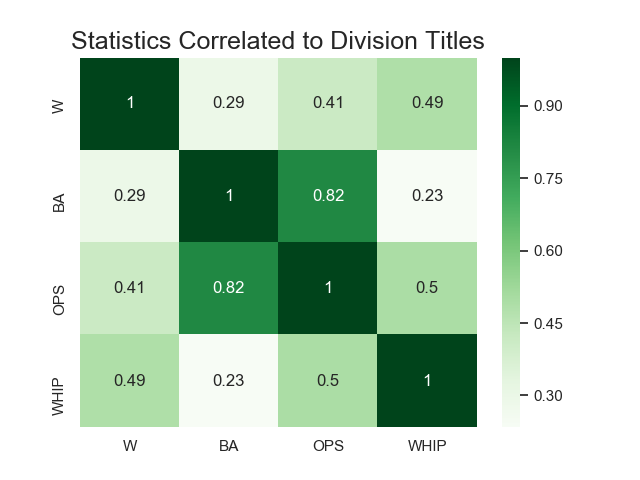 Statistics Correlated to Division Titles
W 1 0.29 0.41 0.49
0.90
BA 0.29 1 0.82 0.23
0.75
0.60
OPS 0.41 0.82 1 0.5
0.45
WHIP 0.49 0.23 0.5 1
0.30
W BA OPS WHIP